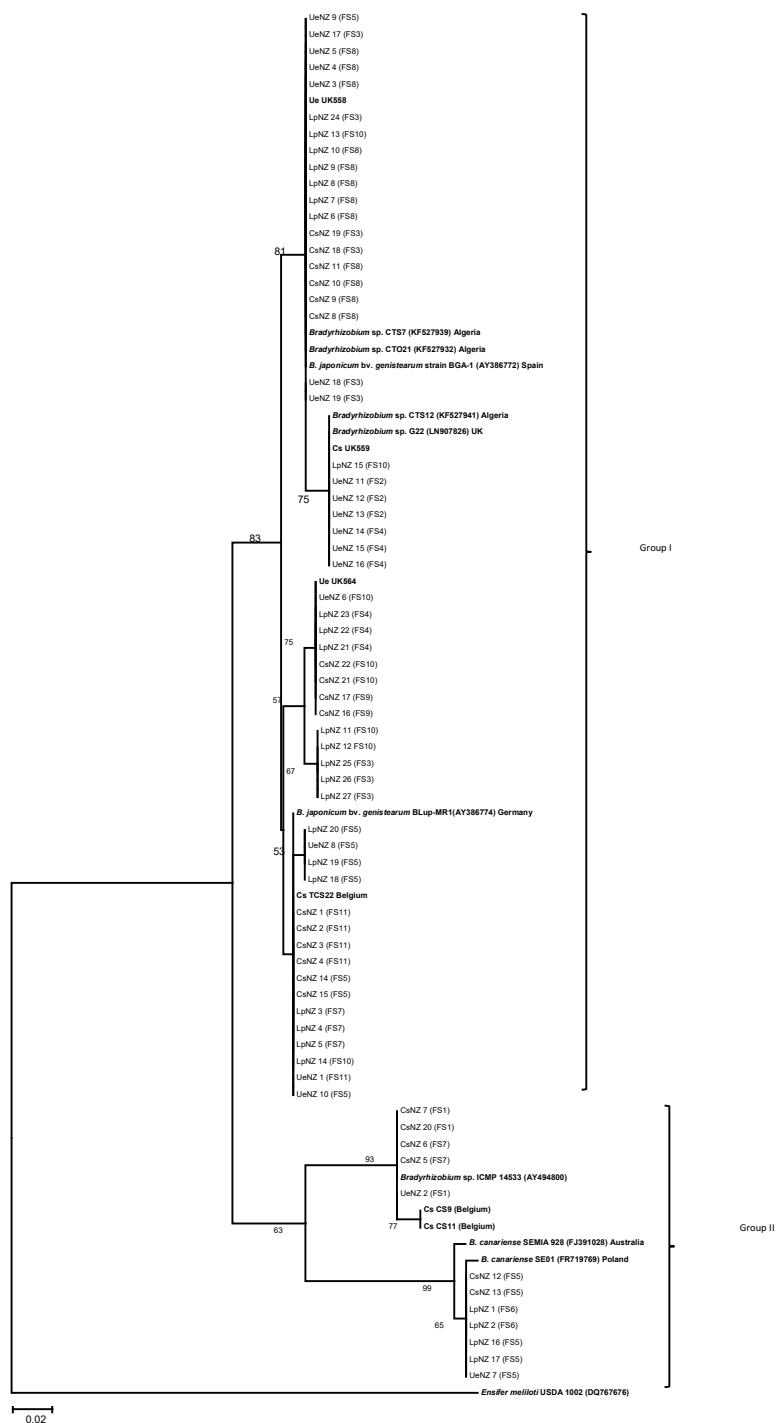 UeNZ 9 (FS5)
UeNZ 17 (FS3)
UeNZ 5 (FS8)
UeNZ 4 (FS8)
UeNZ 3 (FS8)
Ue UK558
LpNZ 24 (FS3)
LpNZ 13 (FS10)
LpNZ 10 (FS8)
LpNZ 9 (FS8)
LpNZ 8 (FS8)
LpNZ 7 (FS8)
LpNZ 6 (FS8)
CsNZ 19 (FS3)
81
CsNZ 18 (FS3)
CsNZ 11 (FS8)
CsNZ 10 (FS8)
CsNZ 9 (FS8)
CsNZ 8 (FS8)
Bradyrhizobium sp. CTS7 (KF527939) Algeria
Bradyrhizobium sp. CTO21 (KF527932) Algeria
B. japonicum bv. genistearum strain BGA-1 (AY386772) Spain
UeNZ 18 (FS3)
UeNZ 19 (FS3)
Bradyrhizobium sp. CTS12 (KF527941) Algeria
Bradyrhizobium sp. G22 (LN907826) UK
Cs UK559
LpNZ 15 (FS10)
UeNZ 11 (FS2)
75
UeNZ 12 (FS2)
UeNZ 13 (FS2)
UeNZ 14 (FS4)
83
UeNZ 15 (FS4)
Group I
UeNZ 16 (FS4)
Ue UK564
UeNZ 6 (FS10)
LpNZ 23 (FS4)
LpNZ 22 (FS4)
75
LpNZ 21 (FS4)
CsNZ 22 (FS10)
CsNZ 21 (FS10)
57
CsNZ 17 (FS9)
CsNZ 16 (FS9)
LpNZ 11 (FS10)
LpNZ 12 FS10)
67
LpNZ 25 (FS3)
LpNZ 26 (FS3)
LpNZ 27 (FS3)
B. japonicum bv. genistearum BLup-MR1(AY386774) Germany
LpNZ 20 (FS5)
53
UeNZ 8 (FS5)
LpNZ 19 (FS5)
LpNZ 18 (FS5)
Cs TCS22 Belgium
CsNZ 1 (FS11)
CsNZ 2 (FS11)
CsNZ 3 (FS11)
CsNZ 4 (FS11)
CsNZ 14 (FS5)
CsNZ 15 (FS5)
LpNZ 3 (FS7)
LpNZ 4 (FS7)
LpNZ 5 (FS7)
LpNZ 14 (FS10)
UeNZ 1 (FS11)
UeNZ 10 (FS5)
CsNZ 7 (FS1)
CsNZ 20 (FS1)
CsNZ 6 (FS7)
93
CsNZ 5 (FS7)
Bradyrhizobium sp. ICMP 14533 (AY494800)
UeNZ 2 (FS1)
Cs CS9 (Belgium)
63
77
Cs CS11 (Belgium)
Group II
B. canariense SEMIA 928 (FJ391028) Australia
B. canariense SE01 (FR719769) Poland
CsNZ 12 (FS5)
99
CsNZ 13 (FS5)
LpNZ 1 (FS6)
65
LpNZ 2 (FS6)
LpNZ 16 (FS5)
LpNZ 17 (FS5)
UeNZ 7 (FS5)
Ensifer meliloti USDA 1002 (DQ767676)
0.02